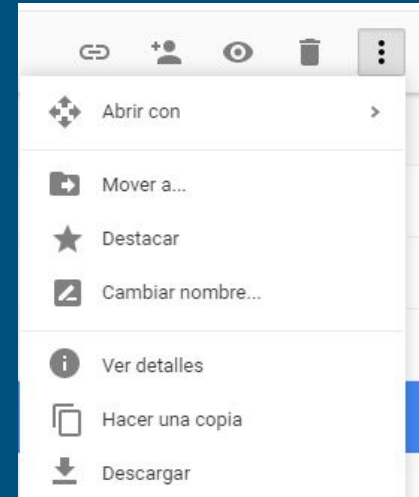 Abrir con
Mover a...
Destacar
Cambiar nombre...
Ver detalles
Hacer una copia
Descargar